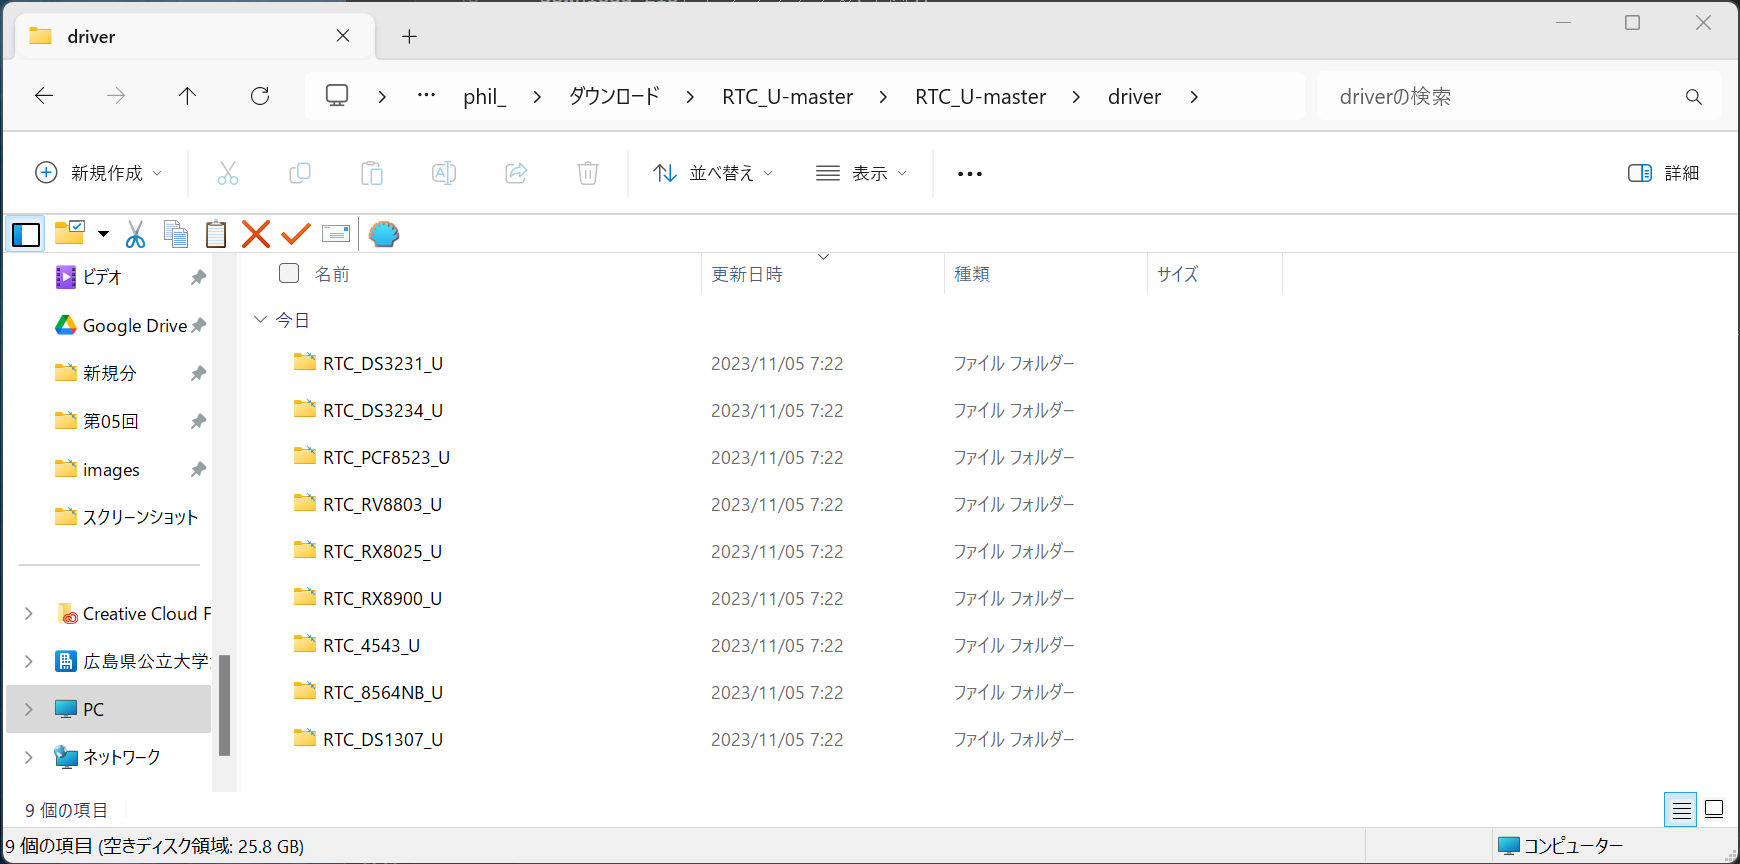 driver
phil_ ダウンロード RTC_U-master RTC_U-master driver
driverの検索
新規作成 並べ替え 表示 詳細
名前 更新日時 種類 サイズ
今日
RTC_DS3231_U 2023/11/05 7:22 ファイル フォルダー
RTC_DS3234_U 2023/11/05 7:22 ファイル フォルダー
RTC_PCF8523_U 2023/11/05 7:22 ファイル フォルダー
RTC_RV8803_U 2023/11/05 7:22 ファイル フォルダー
RTC_RX8025_U 2023/11/05 7:22 ファイル フォルダー
RTC_RX8900_U 2023/11/05 7:22 ファイル フォルダー
RTC_4543_U 2023/11/05 7:22 ファイル フォルダー
RTC_8564NB_U 2023/11/05 7:22 ファイル フォルダー
RTC_DS1307_U 2023/11/05 7:22 ファイル フォルダー
ビデオ
Google Drive
新規分
第05回
images
スクリーンショット
Creative Cloud F
広島県公立大学
PC
ネットワーク
9 個の項目
9 個の項目 (空きディスク領域: 25.8 GB)
コンピューター